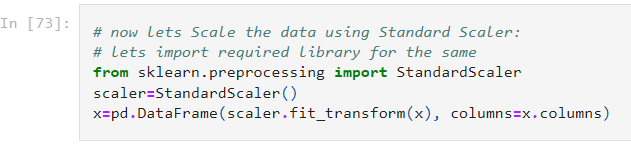 In [73]:
# now lets Scale the data using Standard Scaler:
# Lets import required library for the same
from sklearn.preprocessing import StandardScaler
scaler=StandardScaler()
x=pd.DataFrame(scaler.fit_transform(x), columns=x.columns)